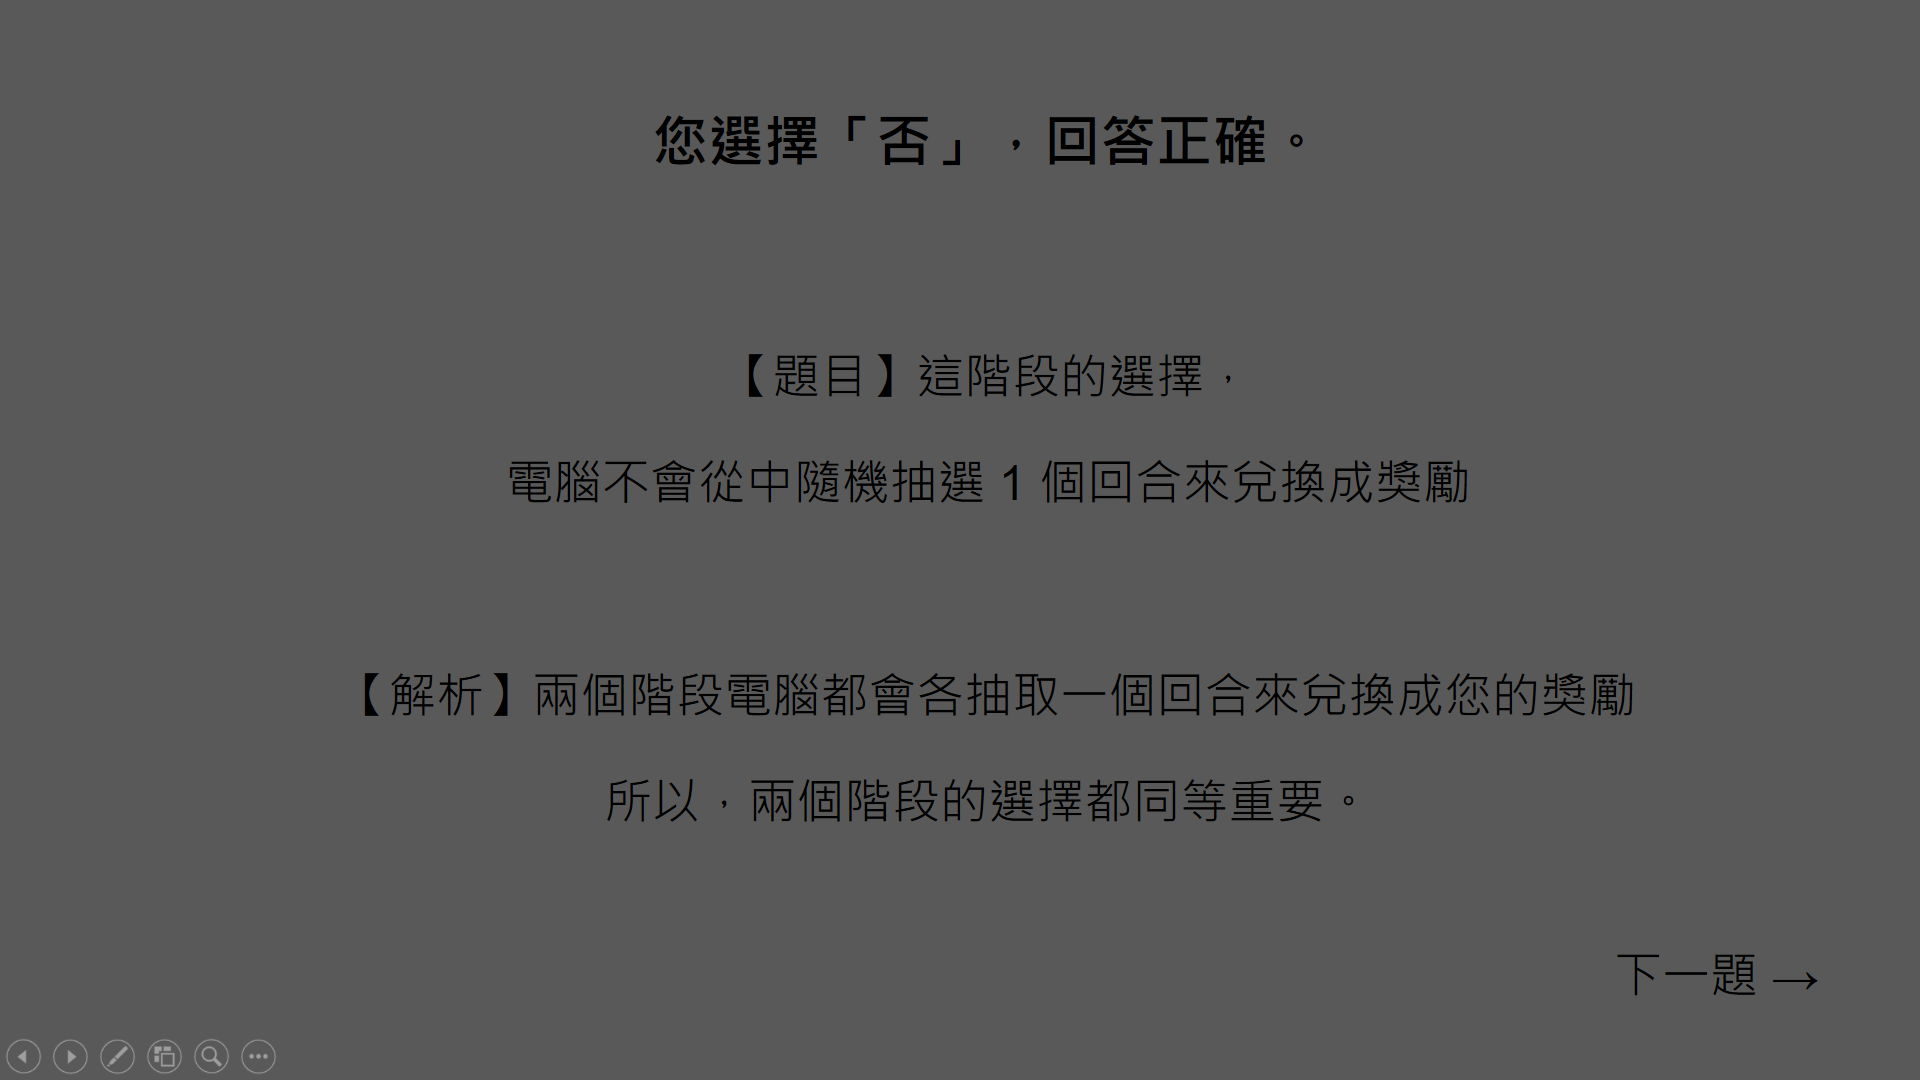 您選擇「否」，回答正確。
【題目】這階段的選擇，
電腦不會從中隨機抽選 1 個回合來兌換成獎勵
【解析】兩個階段電腦都會各抽取一個回合來兌換成您的獎勵
所以，兩個階段的選擇都同等重要。
下一題 →